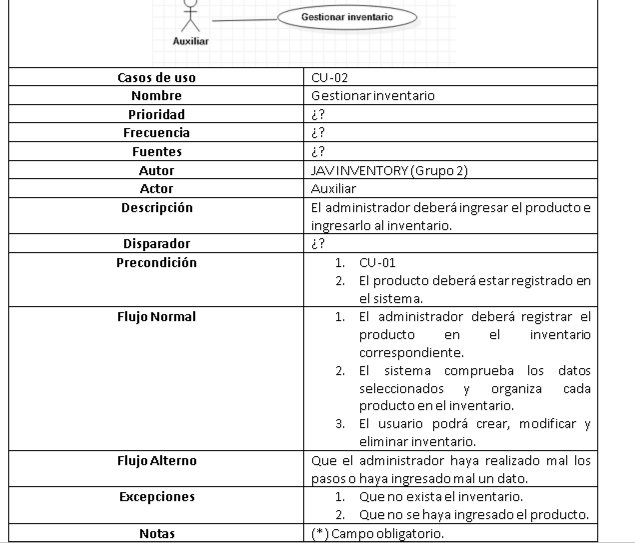 Gestionar inventario
Auxiliar
Casos de uso CU-02
Nombre Gestionar inventario
Prioridad ¿?
Frecuencia ¿?
Fuentes ¿?
Autor JAV INVENTORY (Grupo 2)
Actor Auxiliar
Descripción El administrador deberá ingresar el producto e
ingresarlo al inventario.
Disparador ¿?
Precondición 1. CU-01
2. El producto deberá estar registrado en
el sistema.
Flujo Normal 1. El administrador deberá registrar el
producto en el inventario
correspondiente.
2. El sistema comprueba los datos
seleccionados y organiza cada
producto en el inventario.
3. El usuario podrá crear, modificar y
eliminar inventario.
Flujo Alterno Que el administrador haya realizado mal los
pasos o haya ingresado mal un dato.
Excepciones 1. Que no exista el inventario.
2. Que no se haya ingresado el producto.
Notas (*) Campo obligatorio.